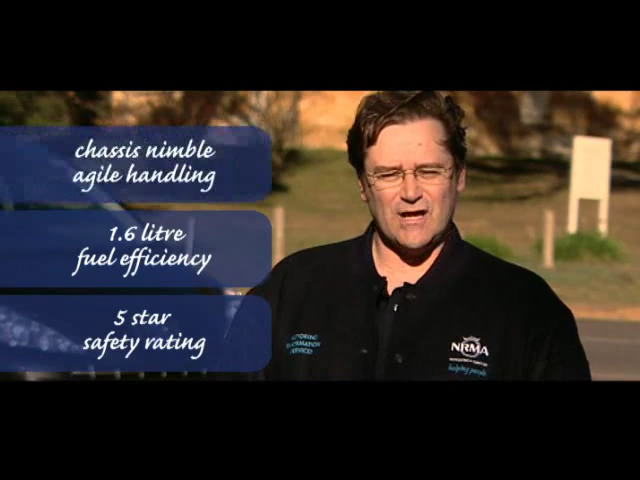 chassis nimble
agile handling
1.6 litre
fuel efficiency
5 star
safety rating
NRMA
helping people